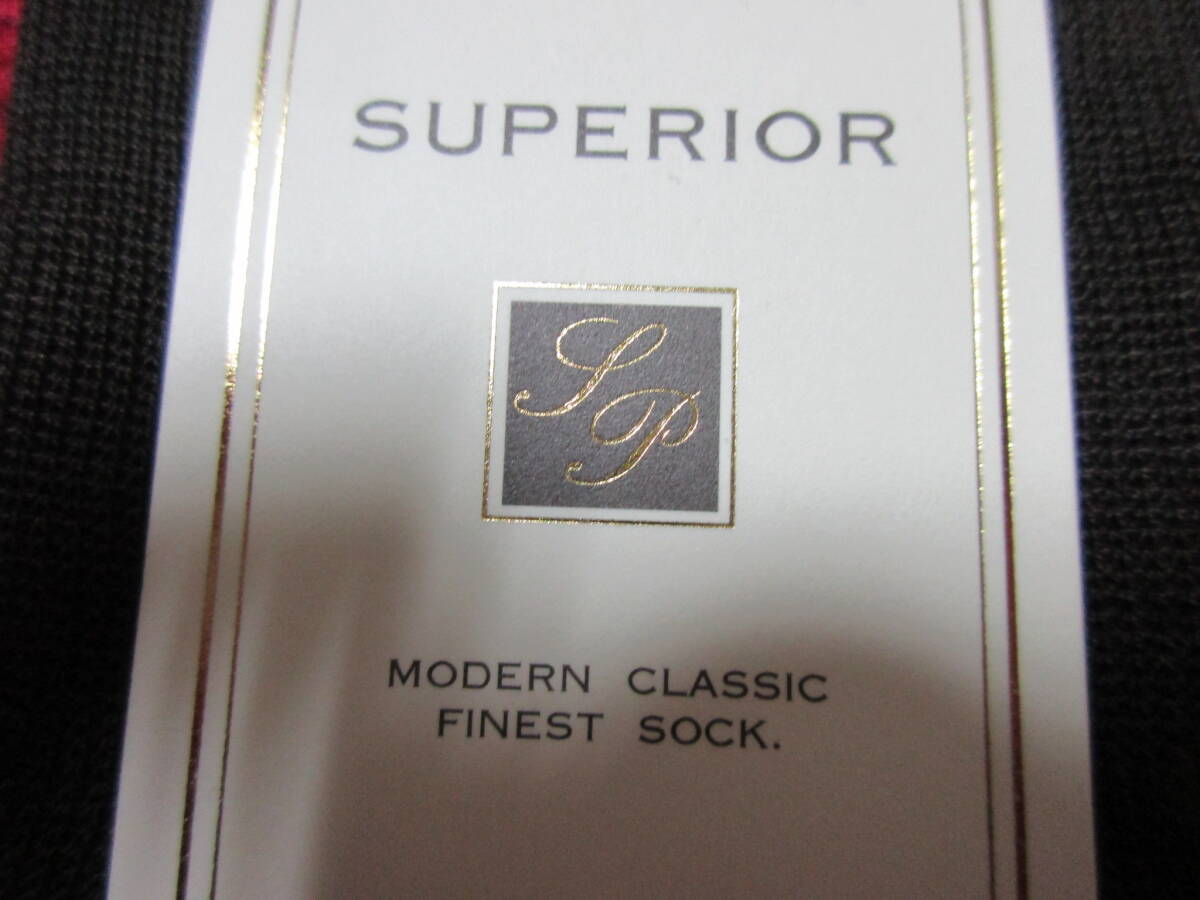 SUPERIOR
SP
MODERN CLASSIC
FINEST SOCK.